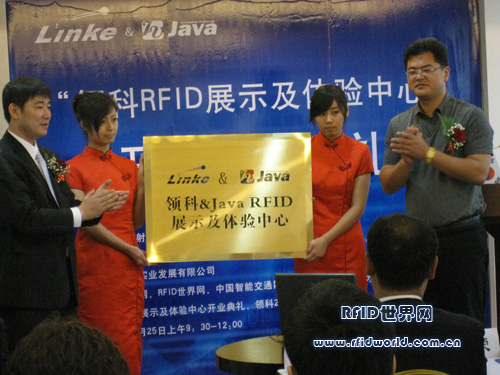 Linke & Java
“领科RFID展示及体验中心
Linke & Java
领科&Java RFID
展示及体验中心
实业发展有限公司
RFID世界网、中国智能交通
展示及体验中心开业典礼、领科2
月25日上午9:30-12:00
RFID世界网
www.rfidworld.com.cn